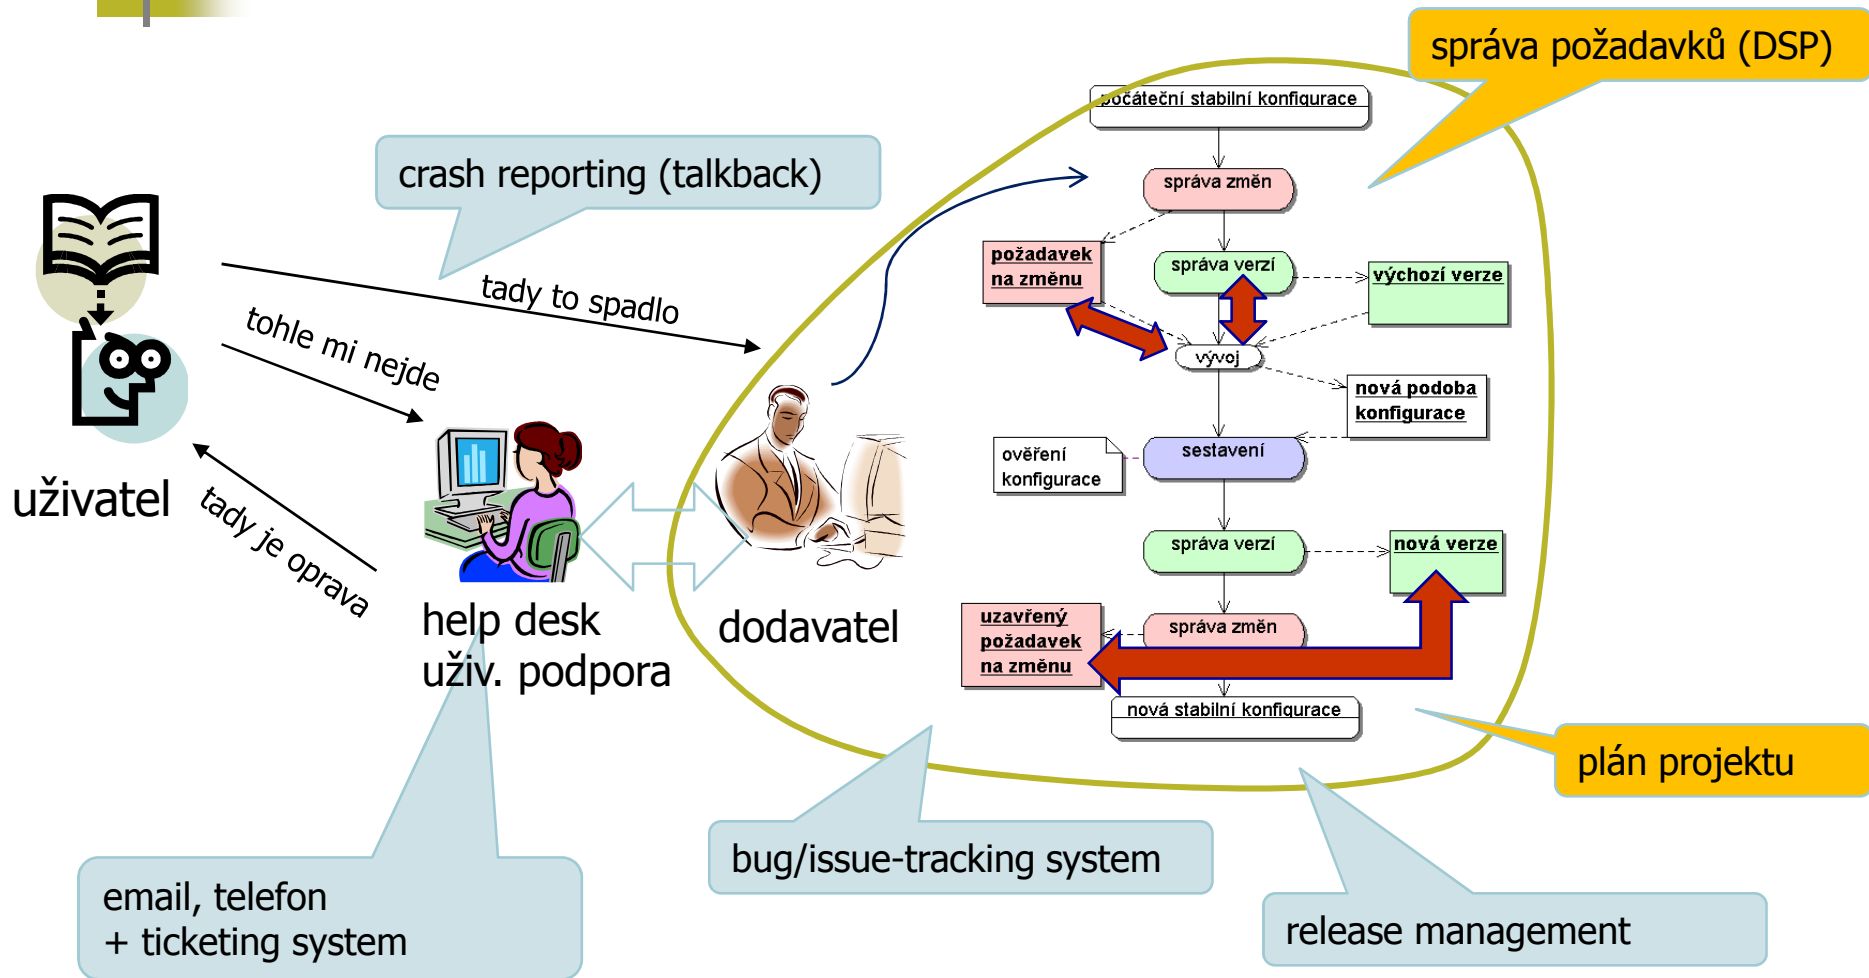 správa požadavků (DSP)
počáteční stabilní konfigurace
crash reporting (talkback)
správa změn
požadavek
na změnu
správa verzí
výchozí verze
tady to spadlo
tohle mi nejde
vývoj
nová podoba
konfigurace
ověření
konfigurace
sestavení
uživatel
tady je oprava
správa verzí
nová verze
help desk
uživ. podpora
dodavatel
uzavřený
požadavek
na změnu
správa změn
nová stabilní konfigurace
plán projektu
bug/issue-tracking system
email, telefon
+ ticketing system
release management